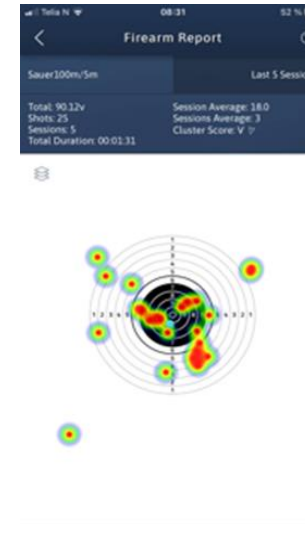 Telia N 08:31 52 %
Firearm Report
Sauer100m/5m Last 5 Sessio
Total: 90.12v Session Average: 18.0
Shots: 25 Sessions Average: 3
Sessions: 5 Cluster Score: V
Total Duration: 00:01:31